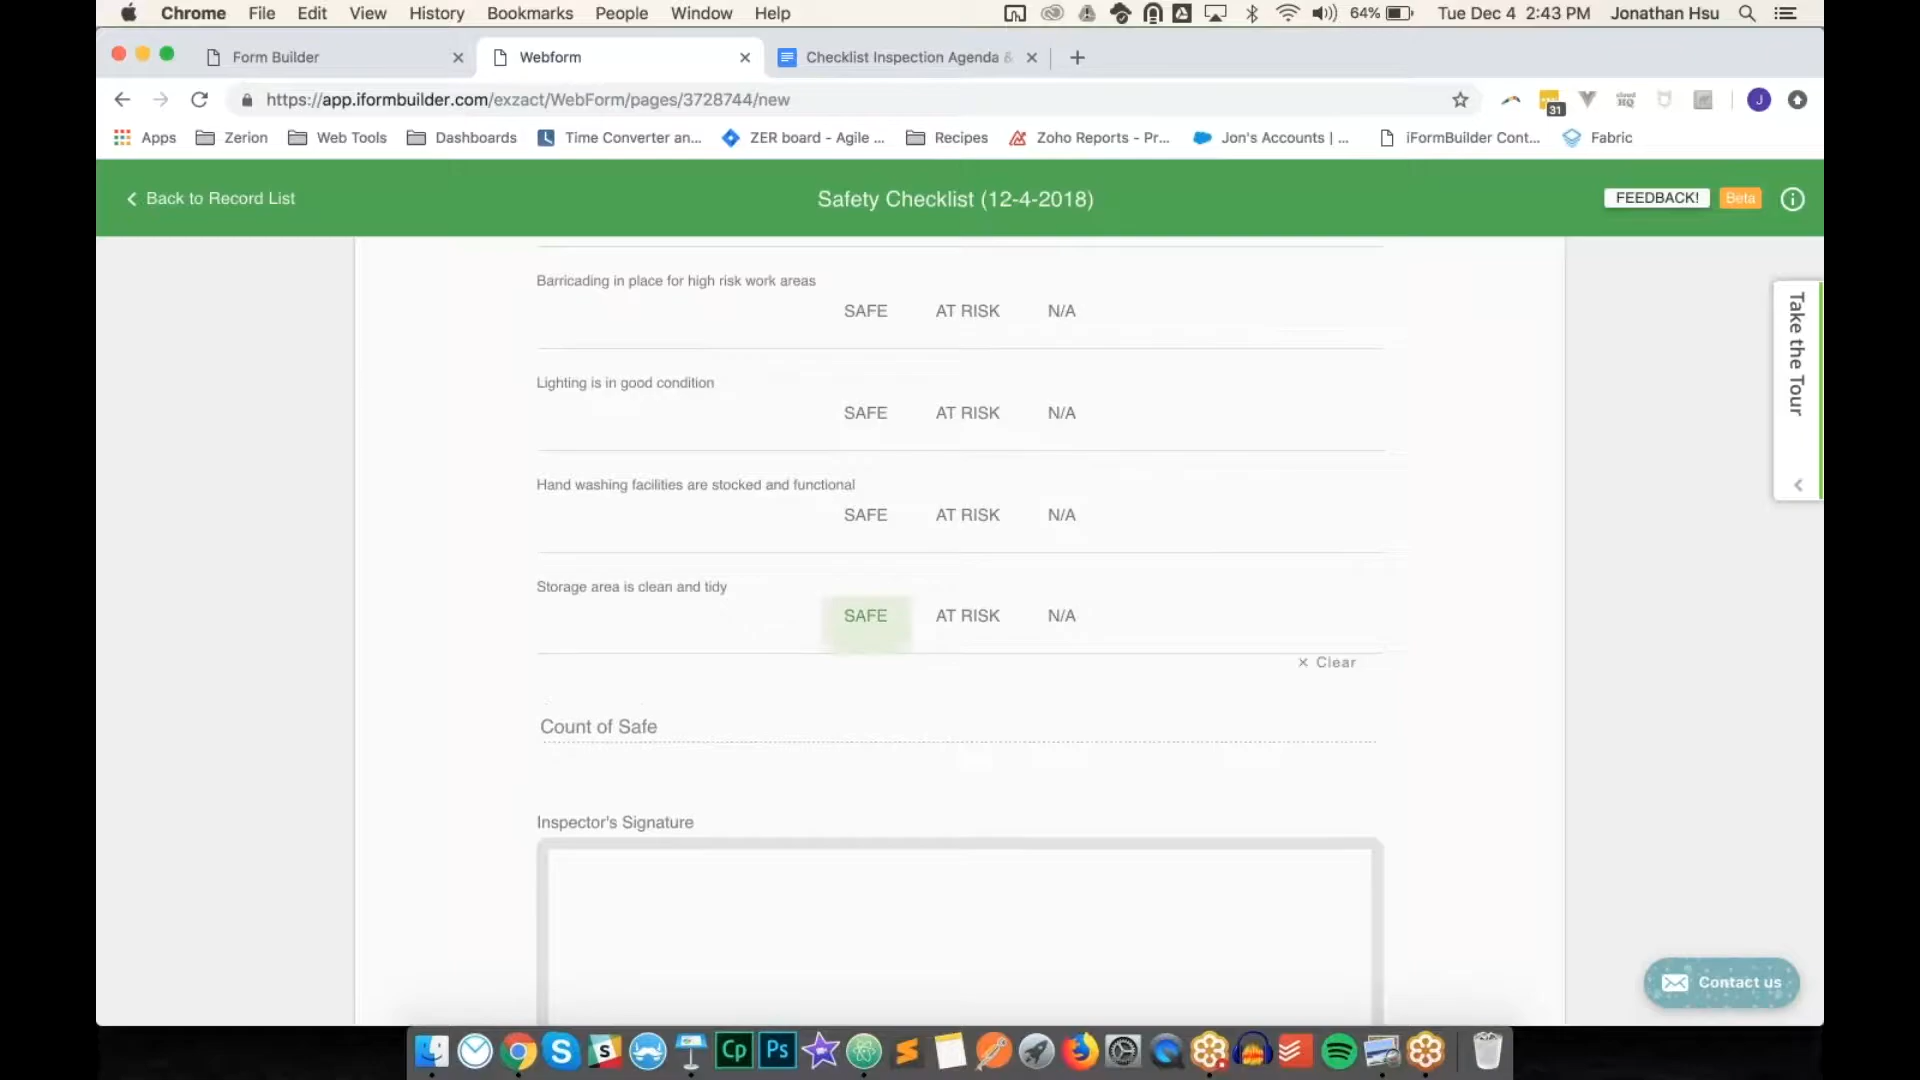 Chrome File Edit View History Bookmarks People Window Help 64% Tue Dec 4 2:43 PM Jonathan Hsu
Form Builder Webform Checklist Inspection Agenda &
https://app.iformbuilder.com/exzact/WebForm/pages/3728744/new 31 cloud HQ J
Apps Zerion Web Tools Dashboards Time Converter an... ZER board - Agile ... Recipes Zoho Reports - Pr... Jon's Accounts | ... iFormBuilder Cont... Fabric
Back to Record List Safety Checklist (12-4-2018) FEEDBACK! Beta
Barricading in place for high risk work areas
SAFE AT RISK N/A
Take the Tour
Lighting is in good condition
SAFE AT RISK N/A
Hand washing facilities are stocked and functional
SAFE AT RISK N/A
Storage area is clean and tidy
SAFE AT RISK N/A
× Clear
Count of Safe
Inspector's Signature
Contact us
S S Cp Ps